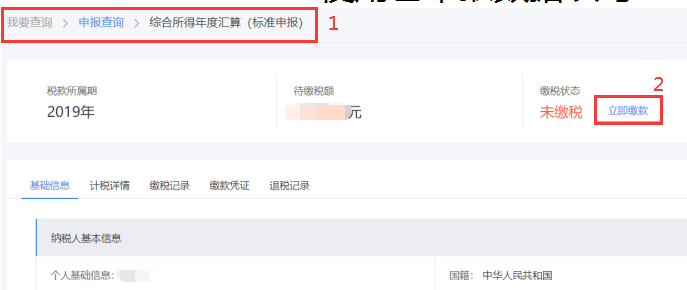 我要查询 > 申报查询 > 综合所得年度汇算（标准申报） 1
税款所属期 待缴税额 缴税状态 2
2019年 元 未缴税 立即缴款
基础信息 计税详情 缴税记录 缴款凭证 退税记录
纳税人基本信息
个人基础信息： 国籍： 中华人民共和国